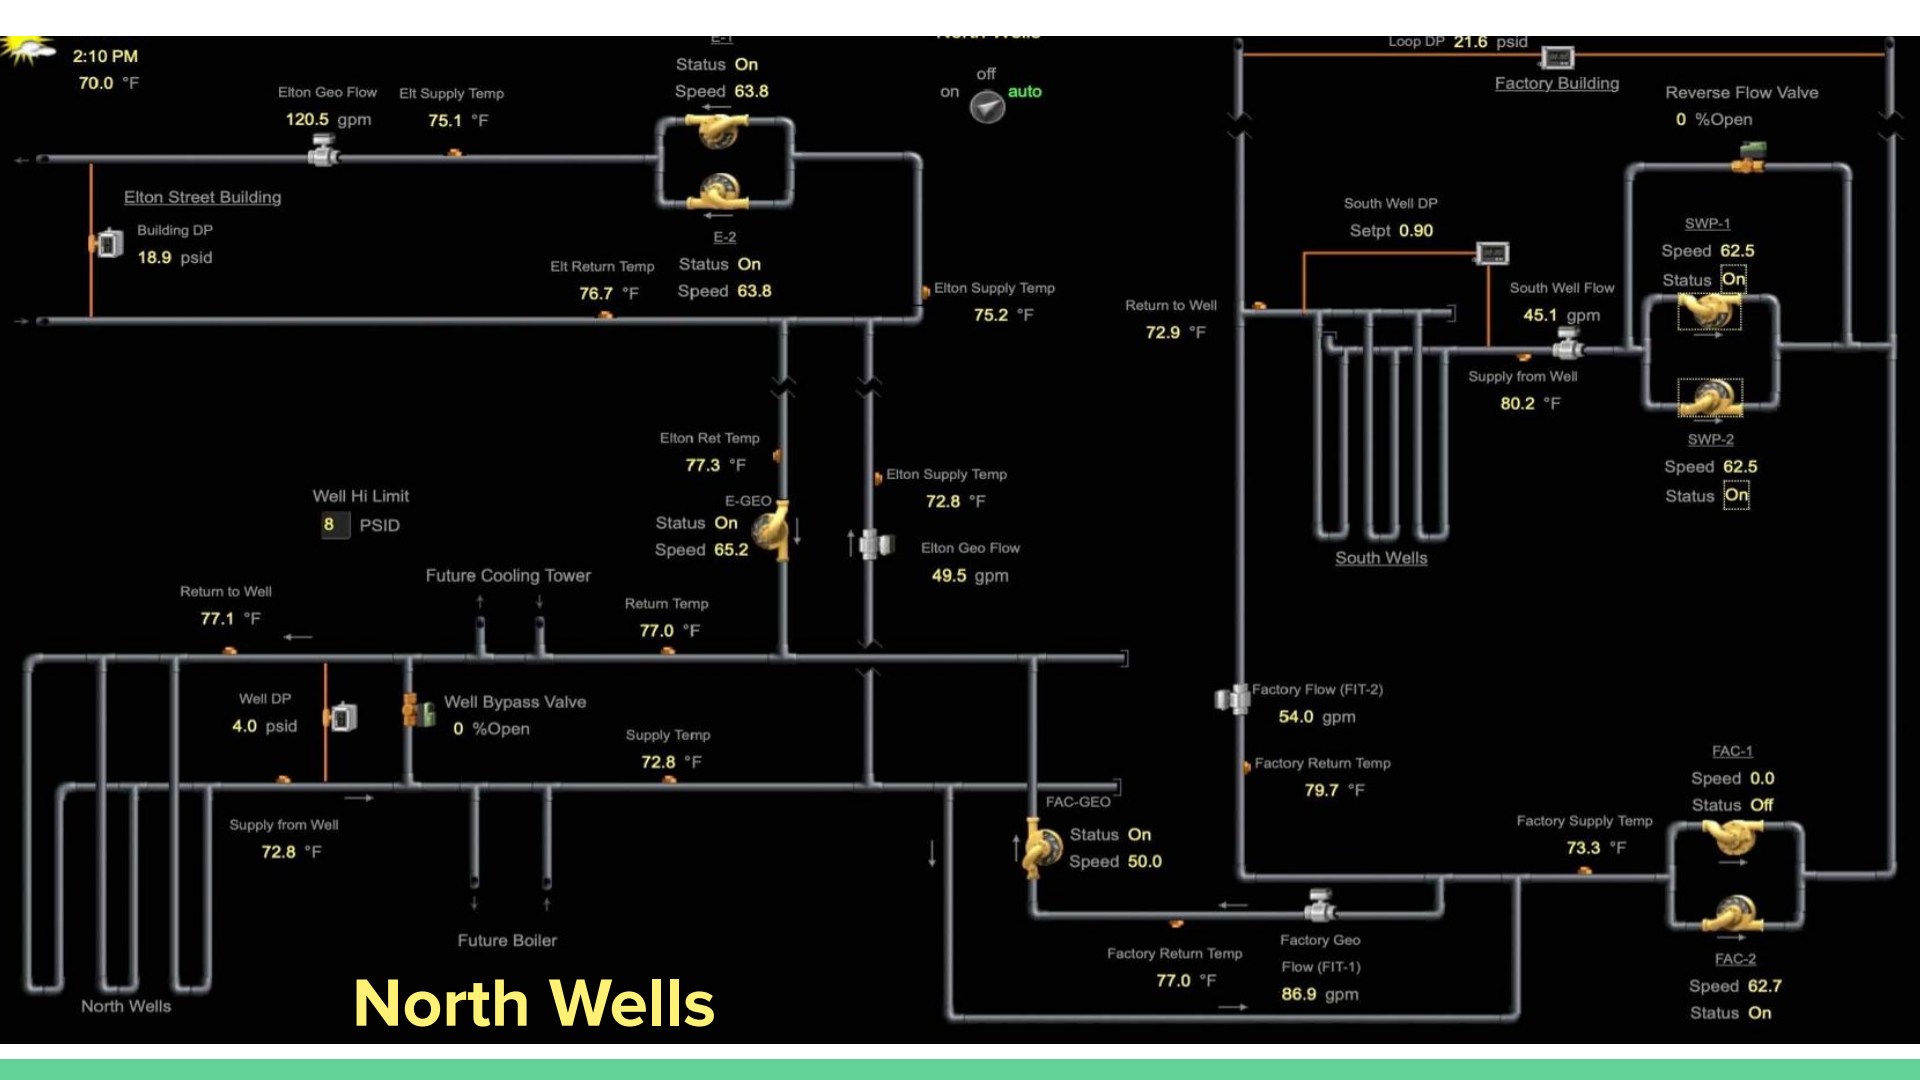 2:10 PM
70.0 °F
Elton Geo Flow
120.5 gpm
Elt Supply Temp
75.1 °F
E-1
Status On
Speed 63.8
North Wells
off
on
auto
Loop DP 21.6 psid
Factory Building
Reverse Flow Valve
0 %Open
Elton Street Building
Building DP
18.9 psid
E-2
Status On
Speed 63.8
Elt Return Temp
76.7 °F
Elton Supply Temp
75.2 °F
Return to Well
72.9 °F
South Well DP
Setpt 0.90
South Well Flow
45.1 gpm
SWP-1
Speed 62.5
Status On
Supply from Well
80.2 °F
SWP-2
Speed 62.5
Status On
South Wells
Elton Ret Temp
77.3 °F
E-GEO
Status On
Speed 65.2
Elton Supply Temp
72.8 °F
Elton Geo Flow
49.5 gpm
Well Hi Limit
8 PSID
Future Cooling Tower
Return to Well
77.1 °F
Return Temp
77.0 °F
Well DP
4.0 psid
Well Bypass Valve
0 %Open
Supply Temp
72.8 °F
Supply from Well
72.8 °F
Future Boiler
North Wells
FAC-GEO
Status On
Speed 50.0
Factory Flow (FIT-2)
54.0 gpm
Factory Return Temp
79.7 °F
Factory Supply Temp
73.3 °F
FAC-1
Speed 0.0
Status Off
Factory Return Temp
77.0 °F
Factory Geo
Flow (FIT-1)
86.9 gpm
FAC-2
Speed 62.7
Status On
North Wells